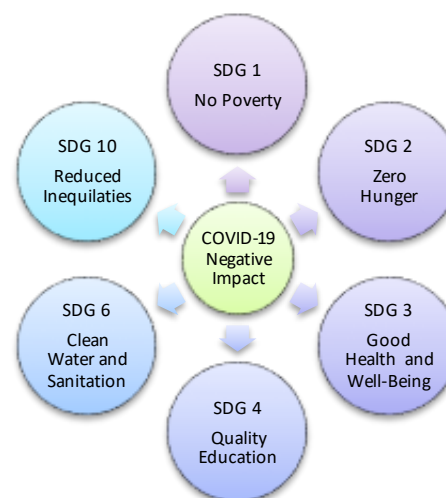 SDG 1
No Poverty
SDG 2
Zero
Hunger
SDG 3
Good
Health and
Well-Being
SDG 4
Quality
Education
SDG 6
Clean
Water and
Sanitation
SDG 10
Reduced
Inequilaties
COVID-19
Negative
Impact